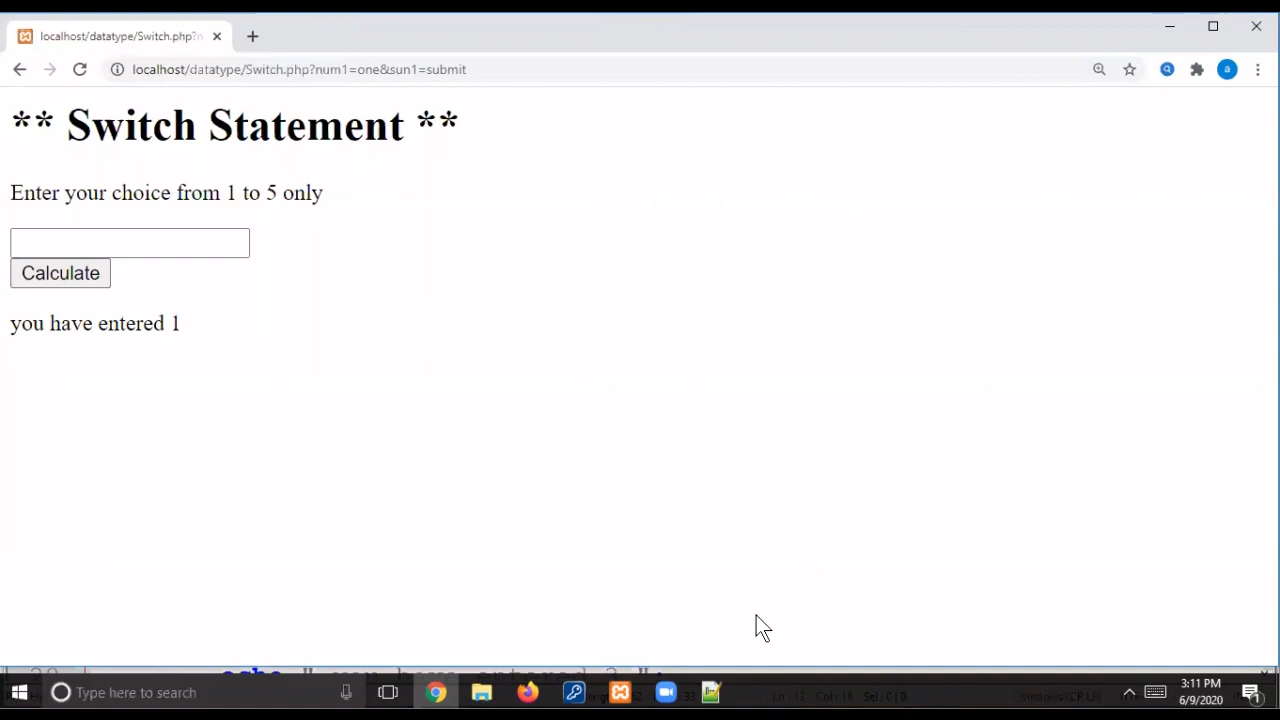 localhost/datatype/Switch.php?n
localhost/datatype/Switch.php?num1=one&sun1=submit
a
** Switch Statement **
Enter your choice from 1 to 5 only
Calculate
you have entered 1
Type here to search
3:11 PM
6/9/2020
1